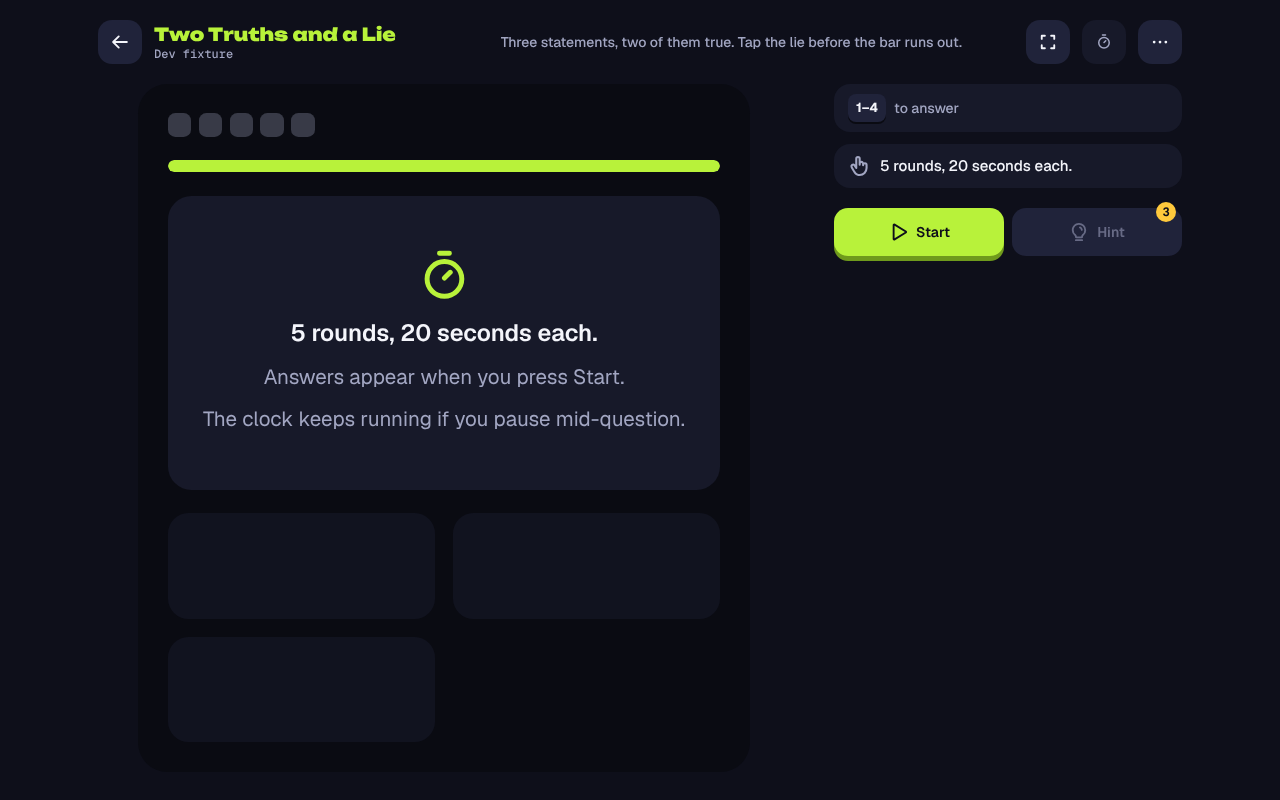 Two Truths and a Lie
Dev fixture
Three statements, two of them true. Tap the lie before the bar runs out.
1–4 to answer
5 rounds, 20 seconds each.
Start
Hint
3
5 rounds, 20 seconds each.
Answers appear when you press Start.
The clock keeps running if you pause mid-question.